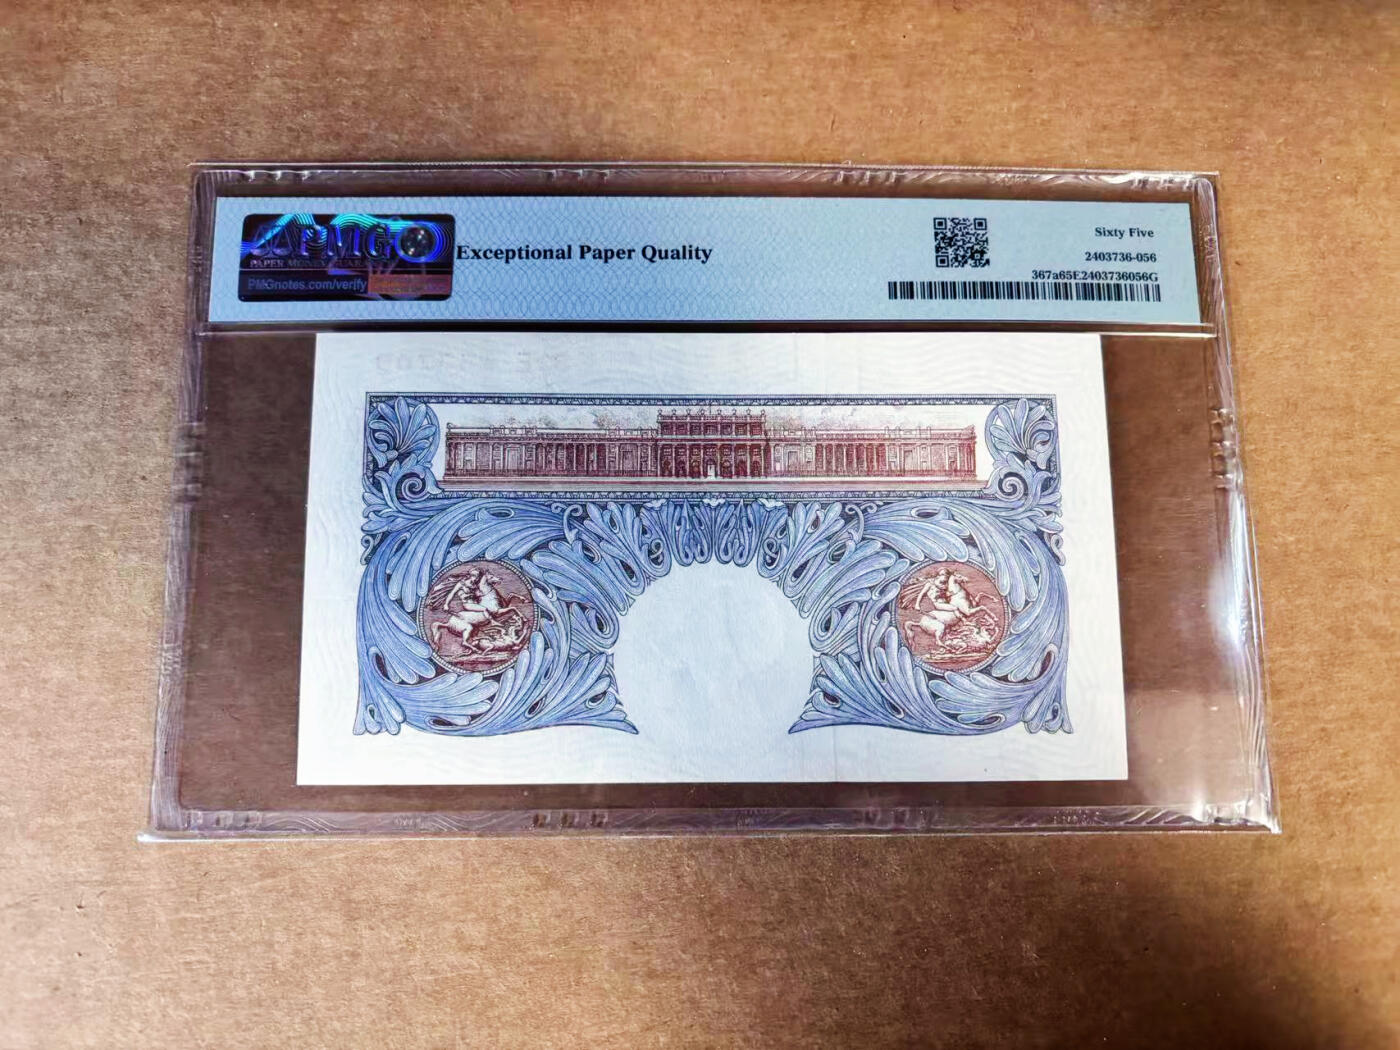 PMG
PAPER MONEY GUARANTY
PMGnotes.com/verify
Exceptional Paper Quality
Sixty Five
2403736-056
367a65E2403736056G